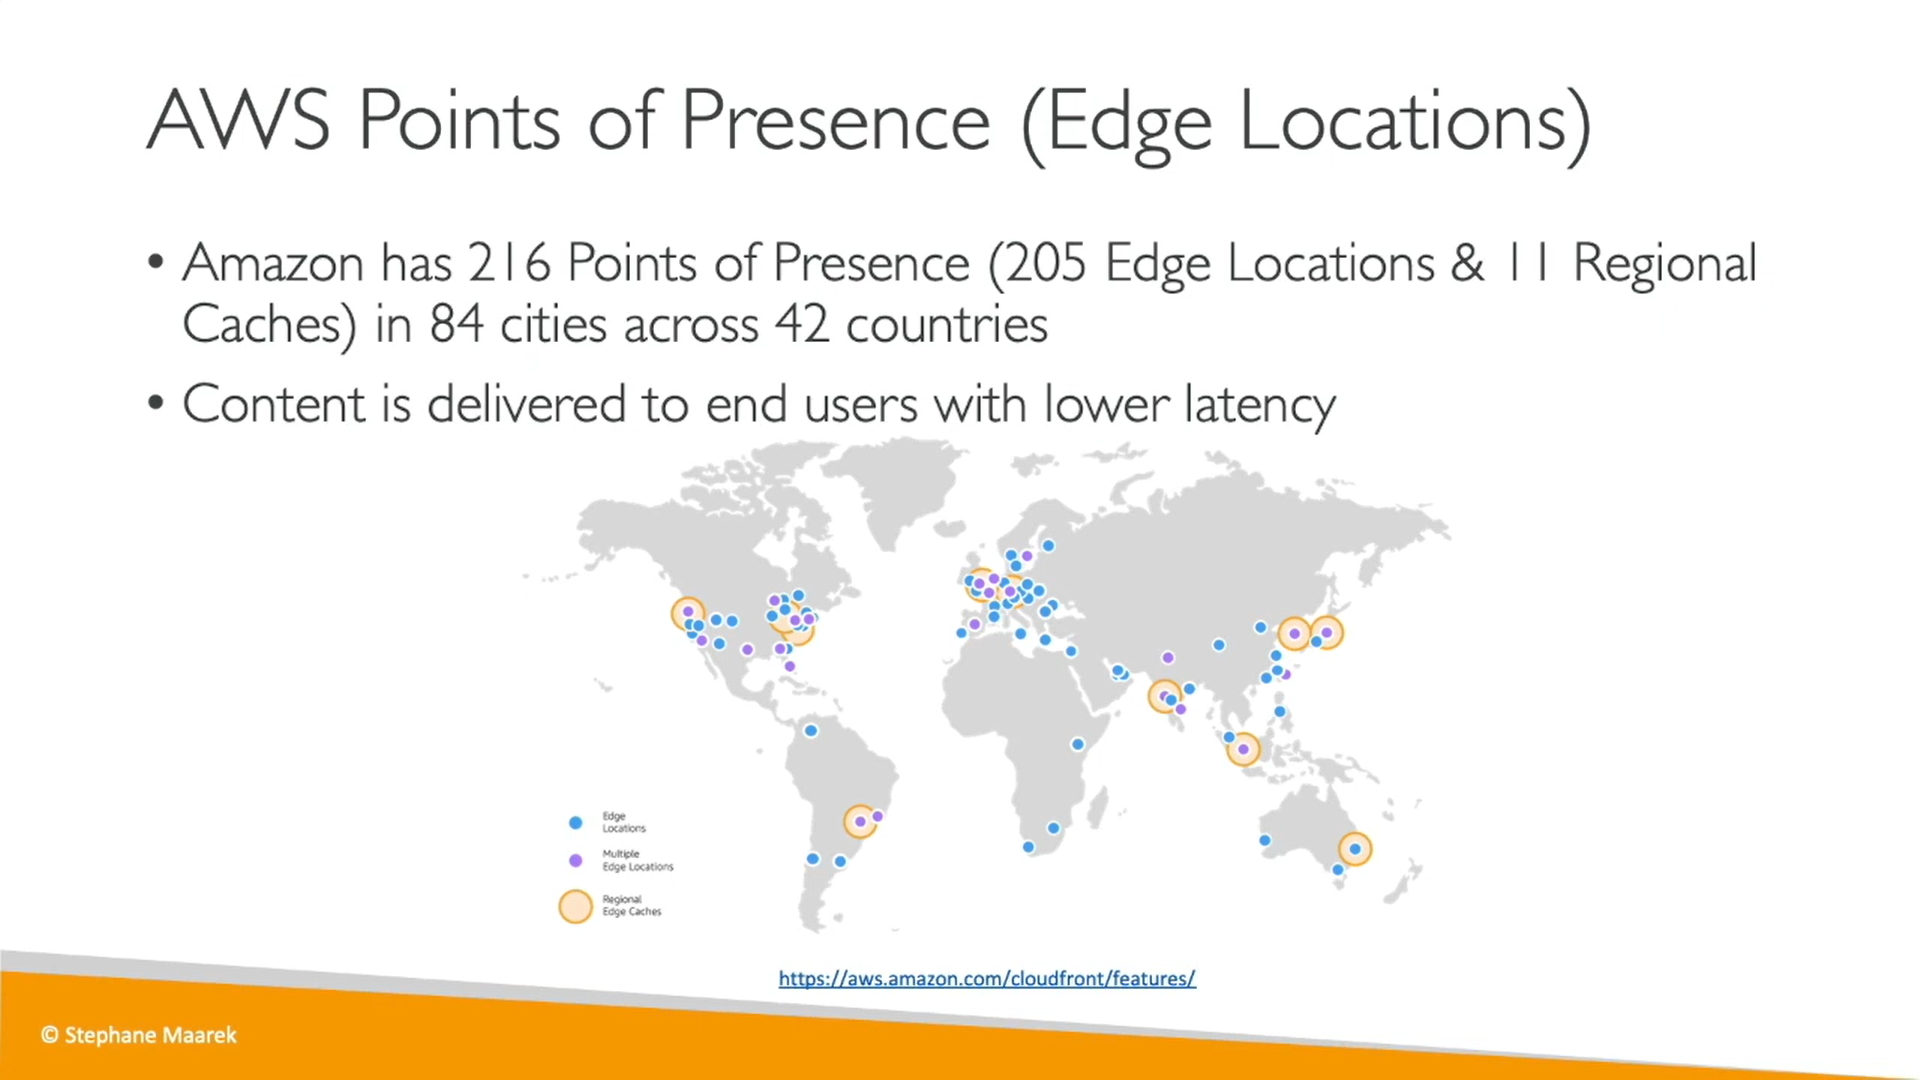 AWS Points of Presence (Edge Locations)
• Amazon has 216 Points of Presence (205 Edge Locations & 11 Regional
Caches) in 84 cities across 42 countries
• Content is delivered to end users with lower latency
Edge
Locations
Multiple
Edge Locations
Regional
Edge Caches
https://aws.amazon.com/cloudfront/features/
© Stephane Maarek